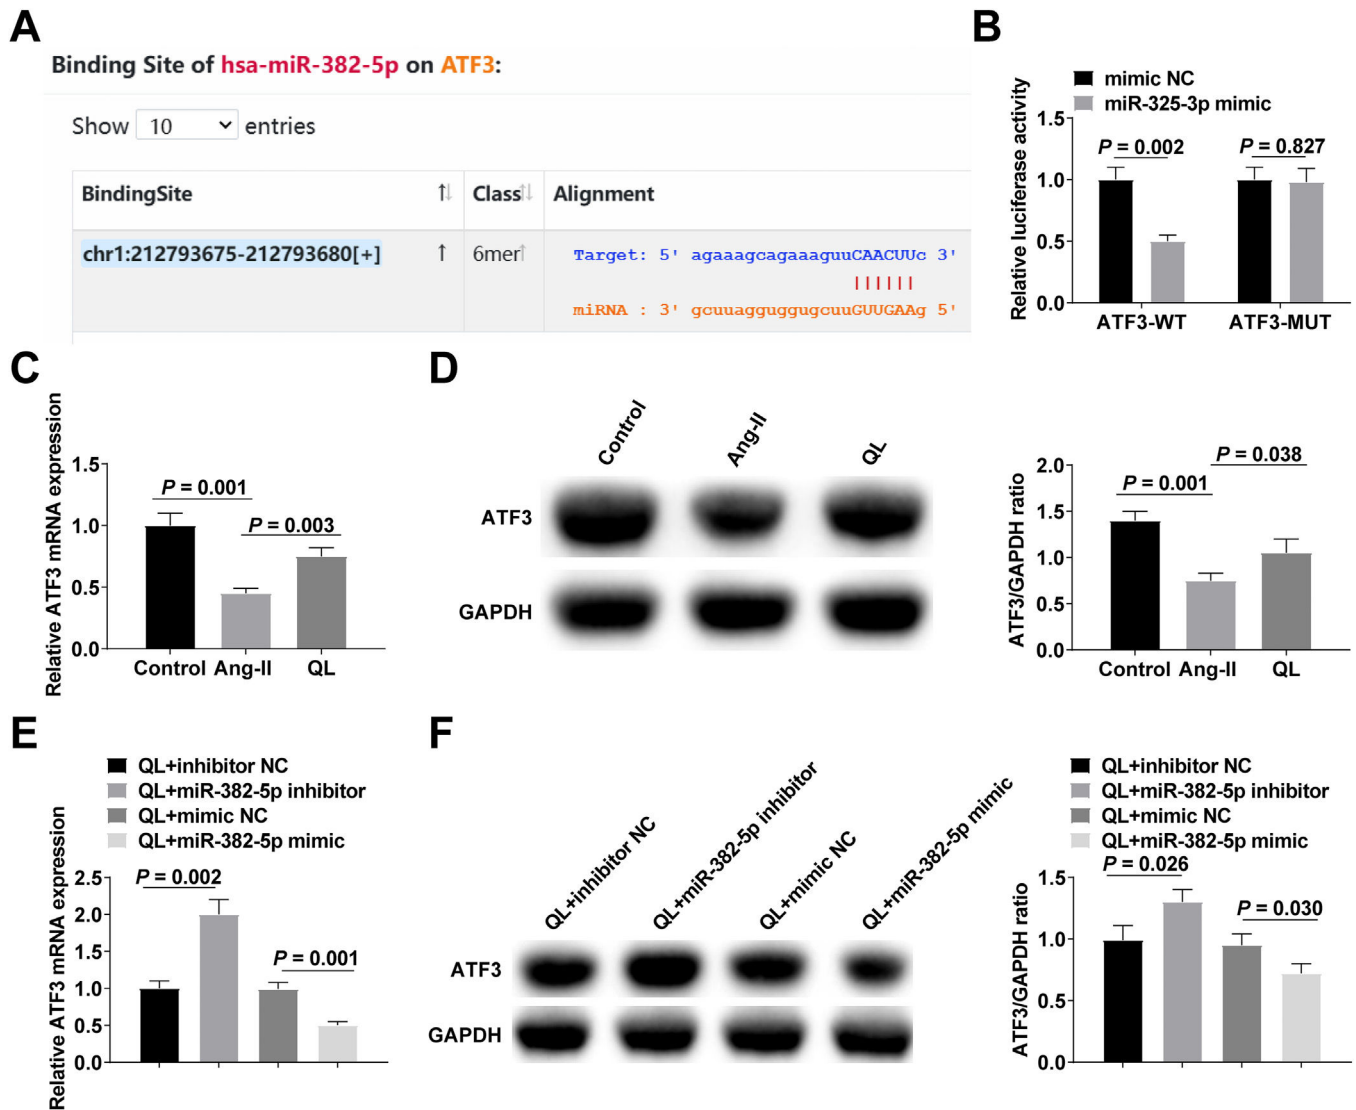 A
Binding Site of hsa-miR-382-5p on ATF3:
Show 10 entries
BindingSite Class Alignment
chr1:212793675-212793680[+] 6mer Target: 5' agaaagcagaaaguuCAACUUc 3'
||||||
miRNA : 3' gcuuagguggugcuuGUUGAAg 5'
B
mimic NC
miR-325-3p mimic
Relative luciferase activity
1.5
1.0
0.5
0.0
P = 0.002
P = 0.827
ATF3-WT ATF3-MUT
C
Relative ATF3 mRNA expression
1.5
1.0
0.5
0.0
P = 0.001
P = 0.003
Control Ang-II QL
D
Control Ang-II QL
ATF3
GAPDH
ATF3/GAPDH ratio
2.0
1.5
1.0
0.5
0.0
P = 0.001
P = 0.038
Control Ang-II QL
E
QL+inhibitor NC
QL+miR-382-5p inhibitor
QL+mimic NC
QL+miR-382-5p mimic
Relative ATF3 mRNA expression
2.5
2.0
1.5
1.0
0.5
0.0
P = 0.002
P = 0.001
F
QL+inhibitor NC
QL+miR-382-5p inhibitor
QL+mimic NC
QL+miR-382-5p mimic
ATF3
GAPDH
QL+inhibitor NC
QL+miR-382-5p inhibitor
QL+mimic NC
QL+miR-382-5p mimic
ATF3/GAPDH ratio
1.5
1.0
0.5
0.0
P = 0.026
P = 0.030